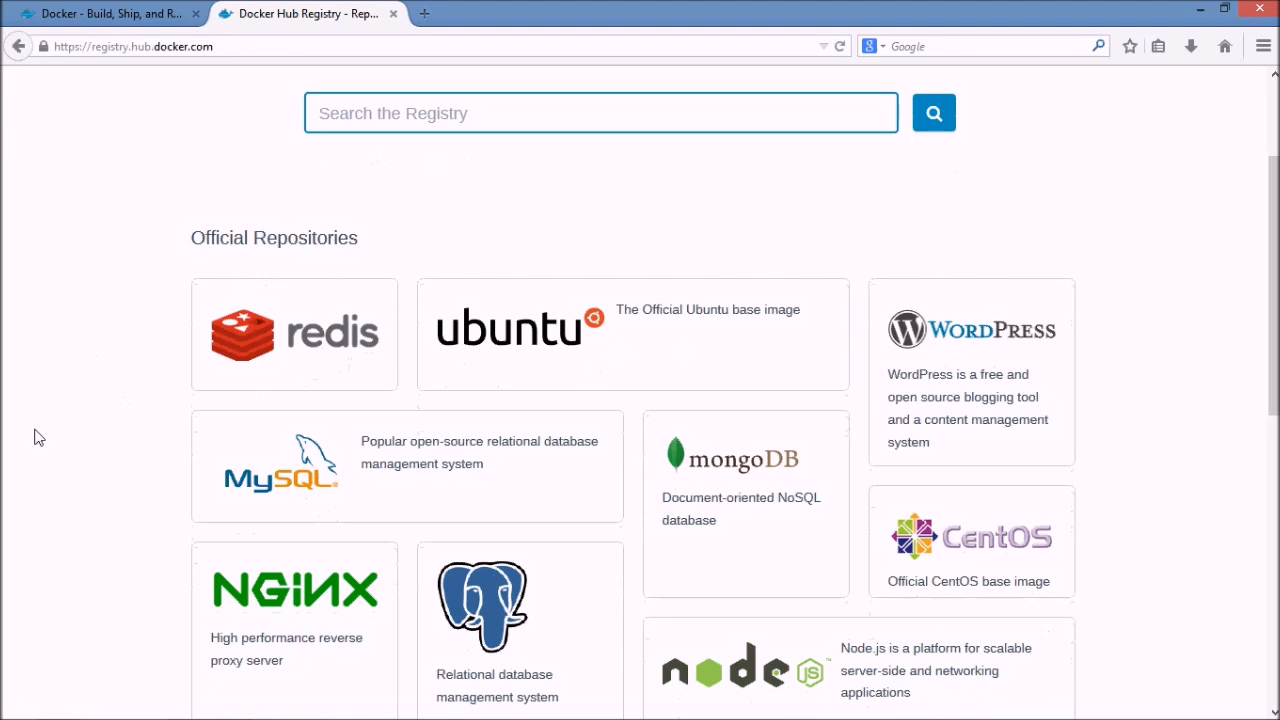 Docker - Build, Ship, and R...
Docker Hub Registry - Rep...
https://registry.hub.docker.com
Google
Search the Registry
Official Repositories
redis
ubuntu
The Official Ubuntu base image
WORDPRESS
WordPress is a free and
open source blogging tool
and a content management
system
MySQL
Popular open-source relational database
management system
mongoDB
Document-oriented NoSQL
database
CentOS
Official CentOS base image
NGiNX
High performance reverse
proxy server
Relational database
management system
node JS
Node.js is a platform for scalable
server-side and networking
applications